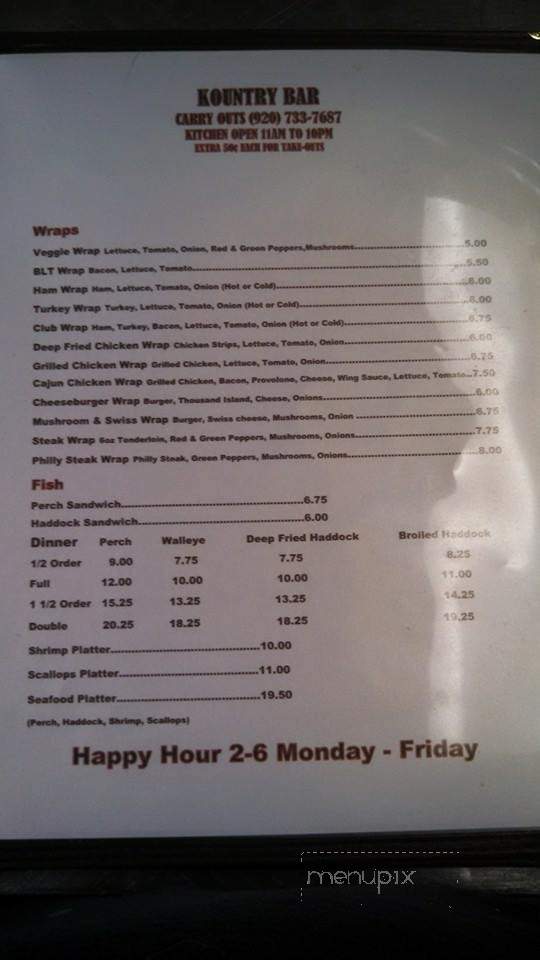 KOUNTRY BAR
CARRY OUTS (920) 733-7687
KITCHEN OPEN 11AM TO 10PM
EXTRA 50¢ EACH FOR TAKE-OUTS
Wraps
Veggie Wrap Lettuce, Tomato, Onion, Red & Green Peppers,Mushrooms..........5.00
BLT Wrap Bacon, Lettuce, Tomato..........5.50
Ham Wrap Ham, Lettuce, Tomato, Onion (Hot or Cold)..........6.00
Turkey Wrap Turkey, Lettuce, Tomato, Onion (Hot or Cold)..........6.00
Club Wrap Ham, Turkey, Bacon, Lettuce, Tomato, Onion (Hot or Cold)..........6.75
Deep Fried Chicken Wrap Chicken Strips, Lettuce, Tomato, Onion..........6.00
Grilled Chicken Wrap Grilled Chicken, Lettuce, Tomato, Onion..........6.75
Cajun Chicken Wrap Grilled Chicken, Bacon, Provolone, Cheese, Wing Sauce, Lettuce, Tomato..7.50
Cheeseburger Wrap Burger, Thousand Island, Cheese, Onions..........6.00
Mushroom & Swiss Wrap Burger, Swiss cheese, Mushrooms, Onion ..........6.75
Steak Wrap 6oz Tenderloin, Red & Green Peppers, Mushrooms, Onions..........7.75
Philly Steak Wrap Philly Steak, Green Peppers, Mushrooms, Onions..........8.00
Fish
Perch Sandwich..........6.75
Haddock Sandwich..........6.00
Dinner Perch Walleye Deep Fried Haddock Broiled Haddock
1/2 Order 9.00 7.75 7.75 8.25
Full 12.00 10.00 10.00 11.00
1 1/2 Order 15.25 13.25 13.25 14.25
Double 20.25 18.25 18.25 19.25
Shrimp Platter..........10.00
Scallops Platter..........11.00
Seafood Platter..........19.50
(Perch, Haddock, Shrimp, Scallops)
Happy Hour 2-6 Monday - Friday
menupix